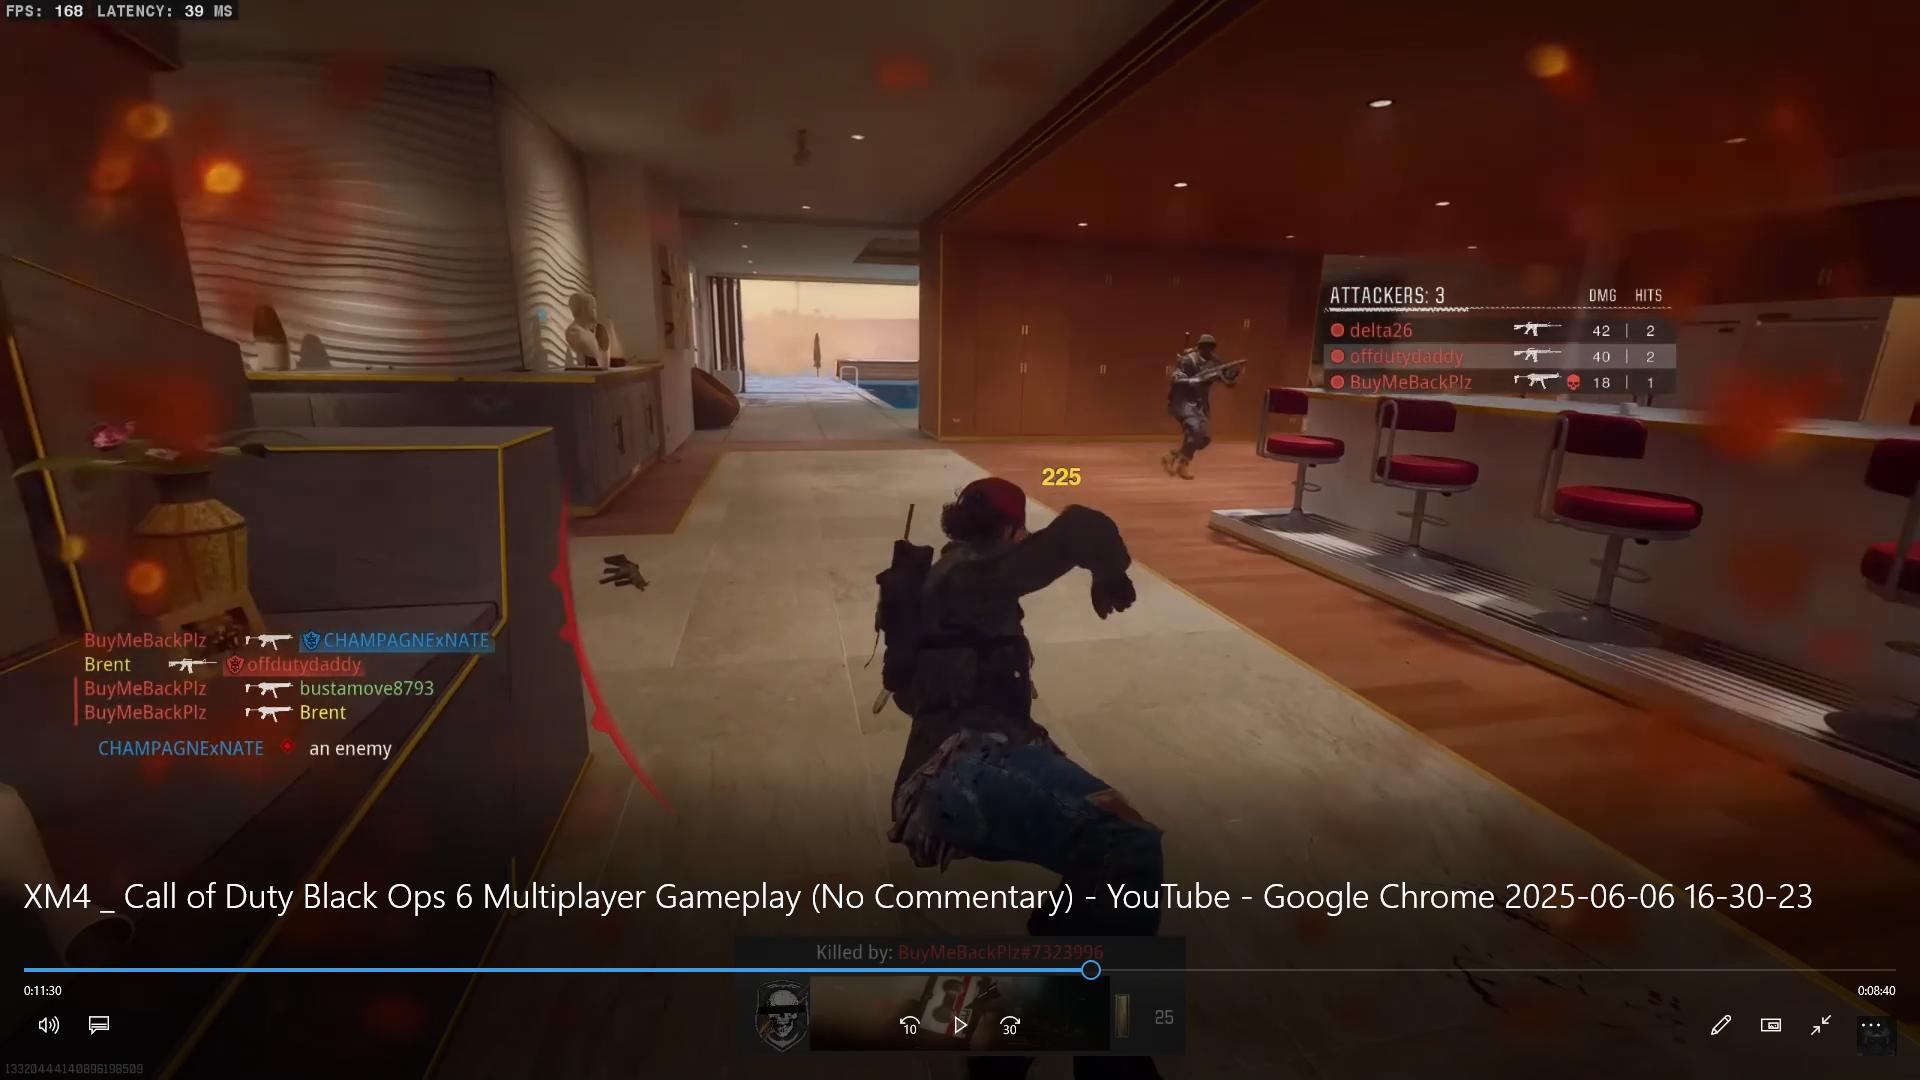 FPS: 168 LATENCY: 39 MS
ATTACKERS: 3 DMG HITS
delta26 42 | 2
offdutydaddy 40 | 2
BuyMeBackPlz 18 | 1
225
BuyMeBackPlz CHAMPAGNExNATE
Brent offdutydaddy
BuyMeBackPlz bustamove8793
BuyMeBackPlz Brent
CHAMPAGNExNATE an enemy
XM4 _ Call of Duty Black Ops 6 Multiplayer Gameplay (No Commentary) - YouTube - Google Chrome 2025-06-06 16-30-23
Killed by: BuyMeBackPlz#7323996
0:11:30 0:08:40
10 30 25
13320444140896198509